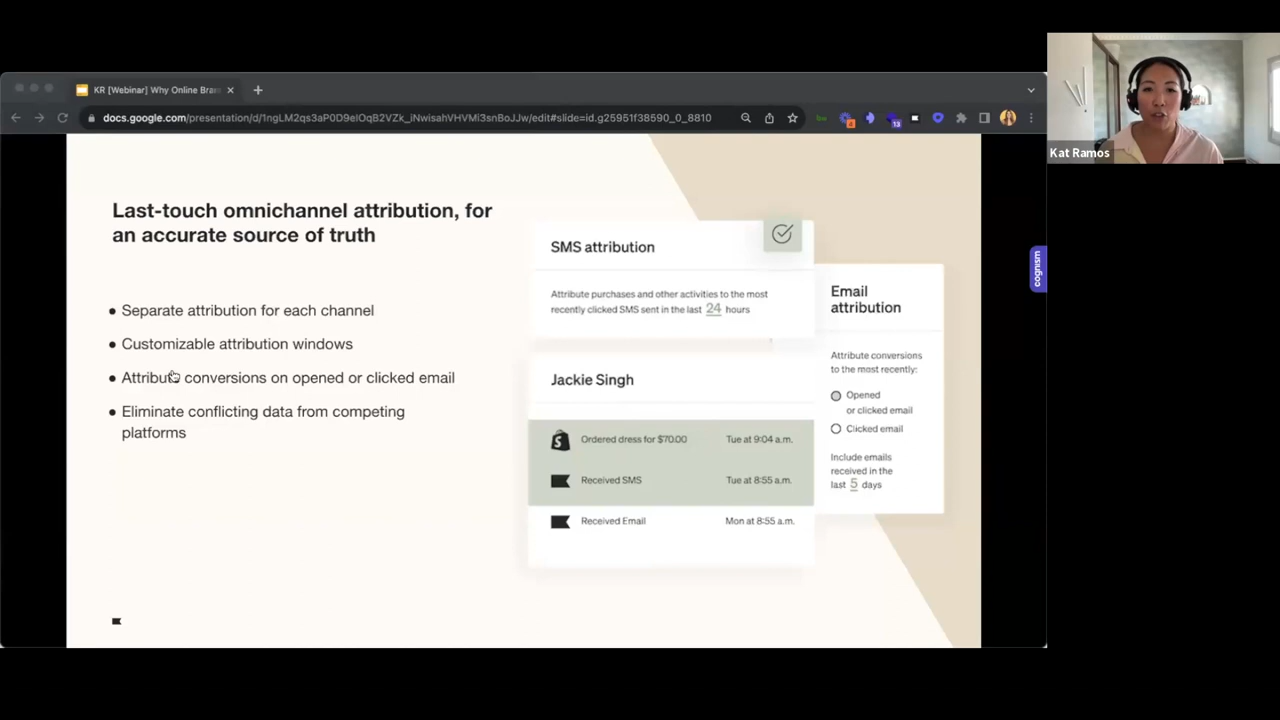 KR [Webinar] Why Online Bran
docs.google.com/presentation/d/1ngLM2qs3aP0D9elOqB2VZk_iNwisahVHVMi3snBoJJw/edit#slide=id.g25951f38590_0_8810
4
13
Kat Ramos
cognism
Last-touch omnichannel attribution, for
an accurate source of truth
• Separate attribution for each channel
• Customizable attribution windows
• Attribute conversions on opened or clicked email
• Eliminate conflicting data from competing
platforms
SMS attribution
Attribute purchases and other activities to the most
recently clicked SMS sent in the last 24 hours
Jackie Singh
Ordered dress for $70.00 Tue at 9:04 a.m.
Received SMS Tue at 8:55 a.m.
Received Email Mon at 8:55 a.m.
Email
attribution
Attribute conversions
to the most recently:
Opened
or clicked email
Clicked email
Include emails
received in the
last 5 days